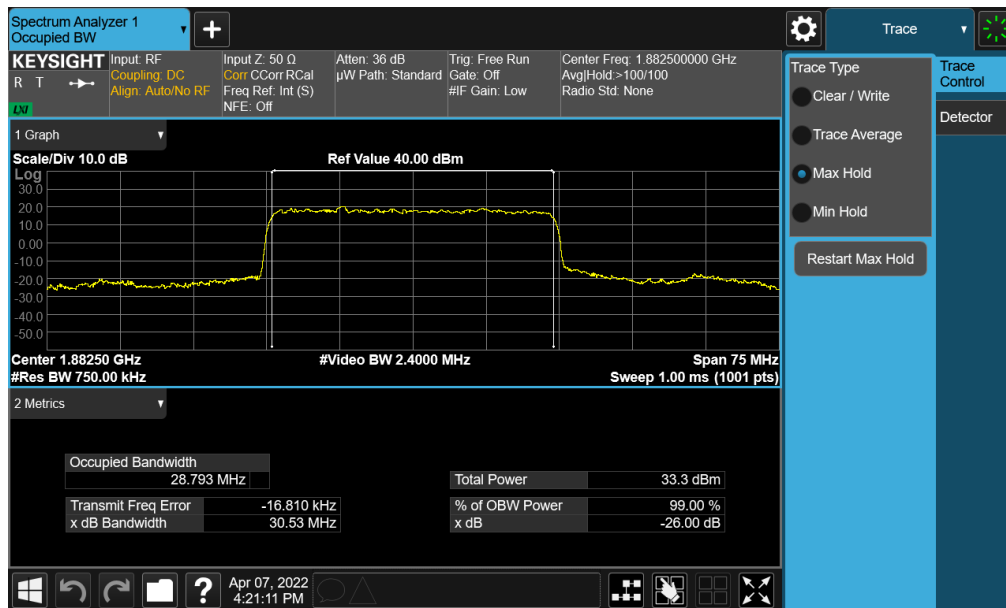 Spectrum Analyzer 1
Occupied BW
+
Trace
KEYSIGHT
R T
LXI
Input: RF
Coupling: DC
Align: Auto/No RF
Input Z: 50 Ω
Corr CCorr RCal
Freq Ref: Int (S)
NFE: Off
Atten: 36 dB
µW Path: Standard
Trig: Free Run
Gate: Off
#IF Gain: Low
Center Freq: 1.882500000 GHz
Avg|Hold:>100/100
Radio Std: None
Trace Type
Clear / Write
Trace Average
Max Hold
Min Hold
Restart Max Hold
Trace
Control
Detector
1 Graph
Scale/Div 10.0 dB
Ref Value 40.00 dBm
Log
30.0
20.0
10.0
0.00
-10.0
-20.0
-30.0
-40.0
-50.0
Center 1.88250 GHz
#Video BW 2.4000 MHz
Span 75 MHz
#Res BW 750.00 kHz
Sweep 1.00 ms (1001 pts)
2 Metrics
Occupied Bandwidth
28.793 MHz
Total Power 33.3 dBm
Transmit Freq Error -16.810 kHz
% of OBW Power 99.00 %
x dB Bandwidth 30.53 MHz
x dB -26.00 dB
?
Apr 07, 2022
4:21:11 PM